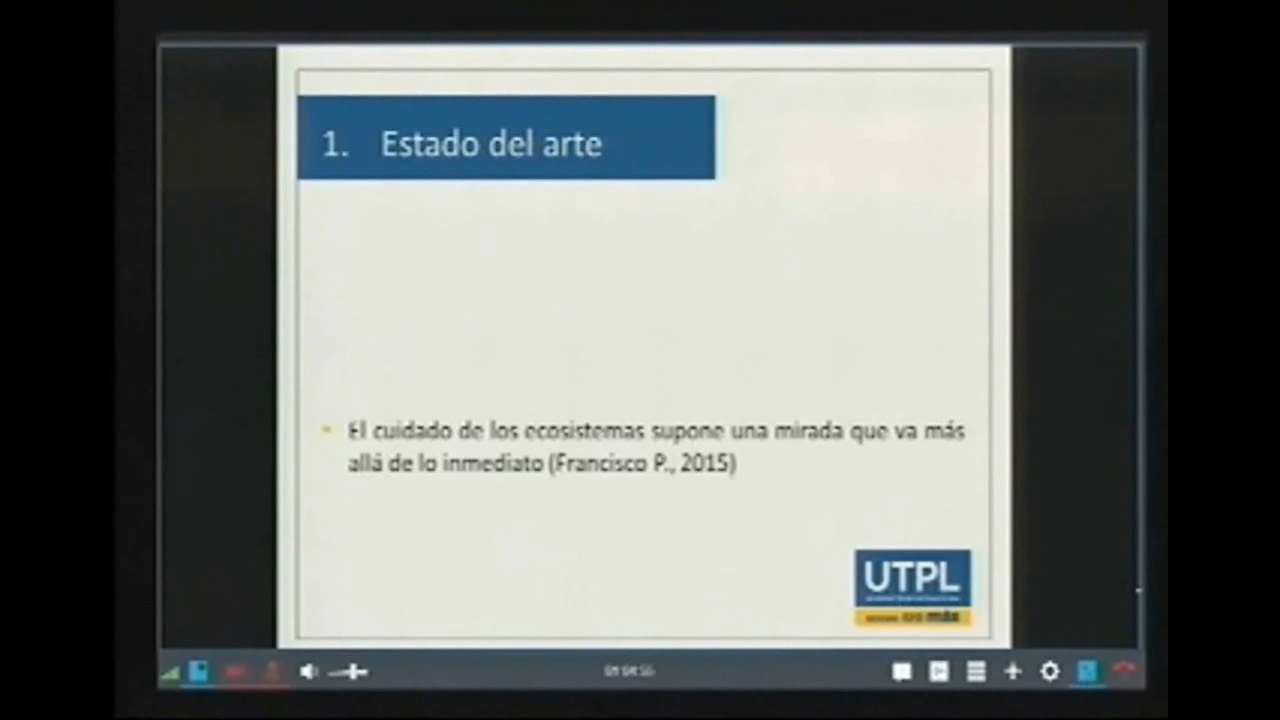 1. Estado del arte
• El cuidado de los ecosistemas supone una mirada que va más
allá de lo inmediato (Francisco P., 2015)
UTPL
más